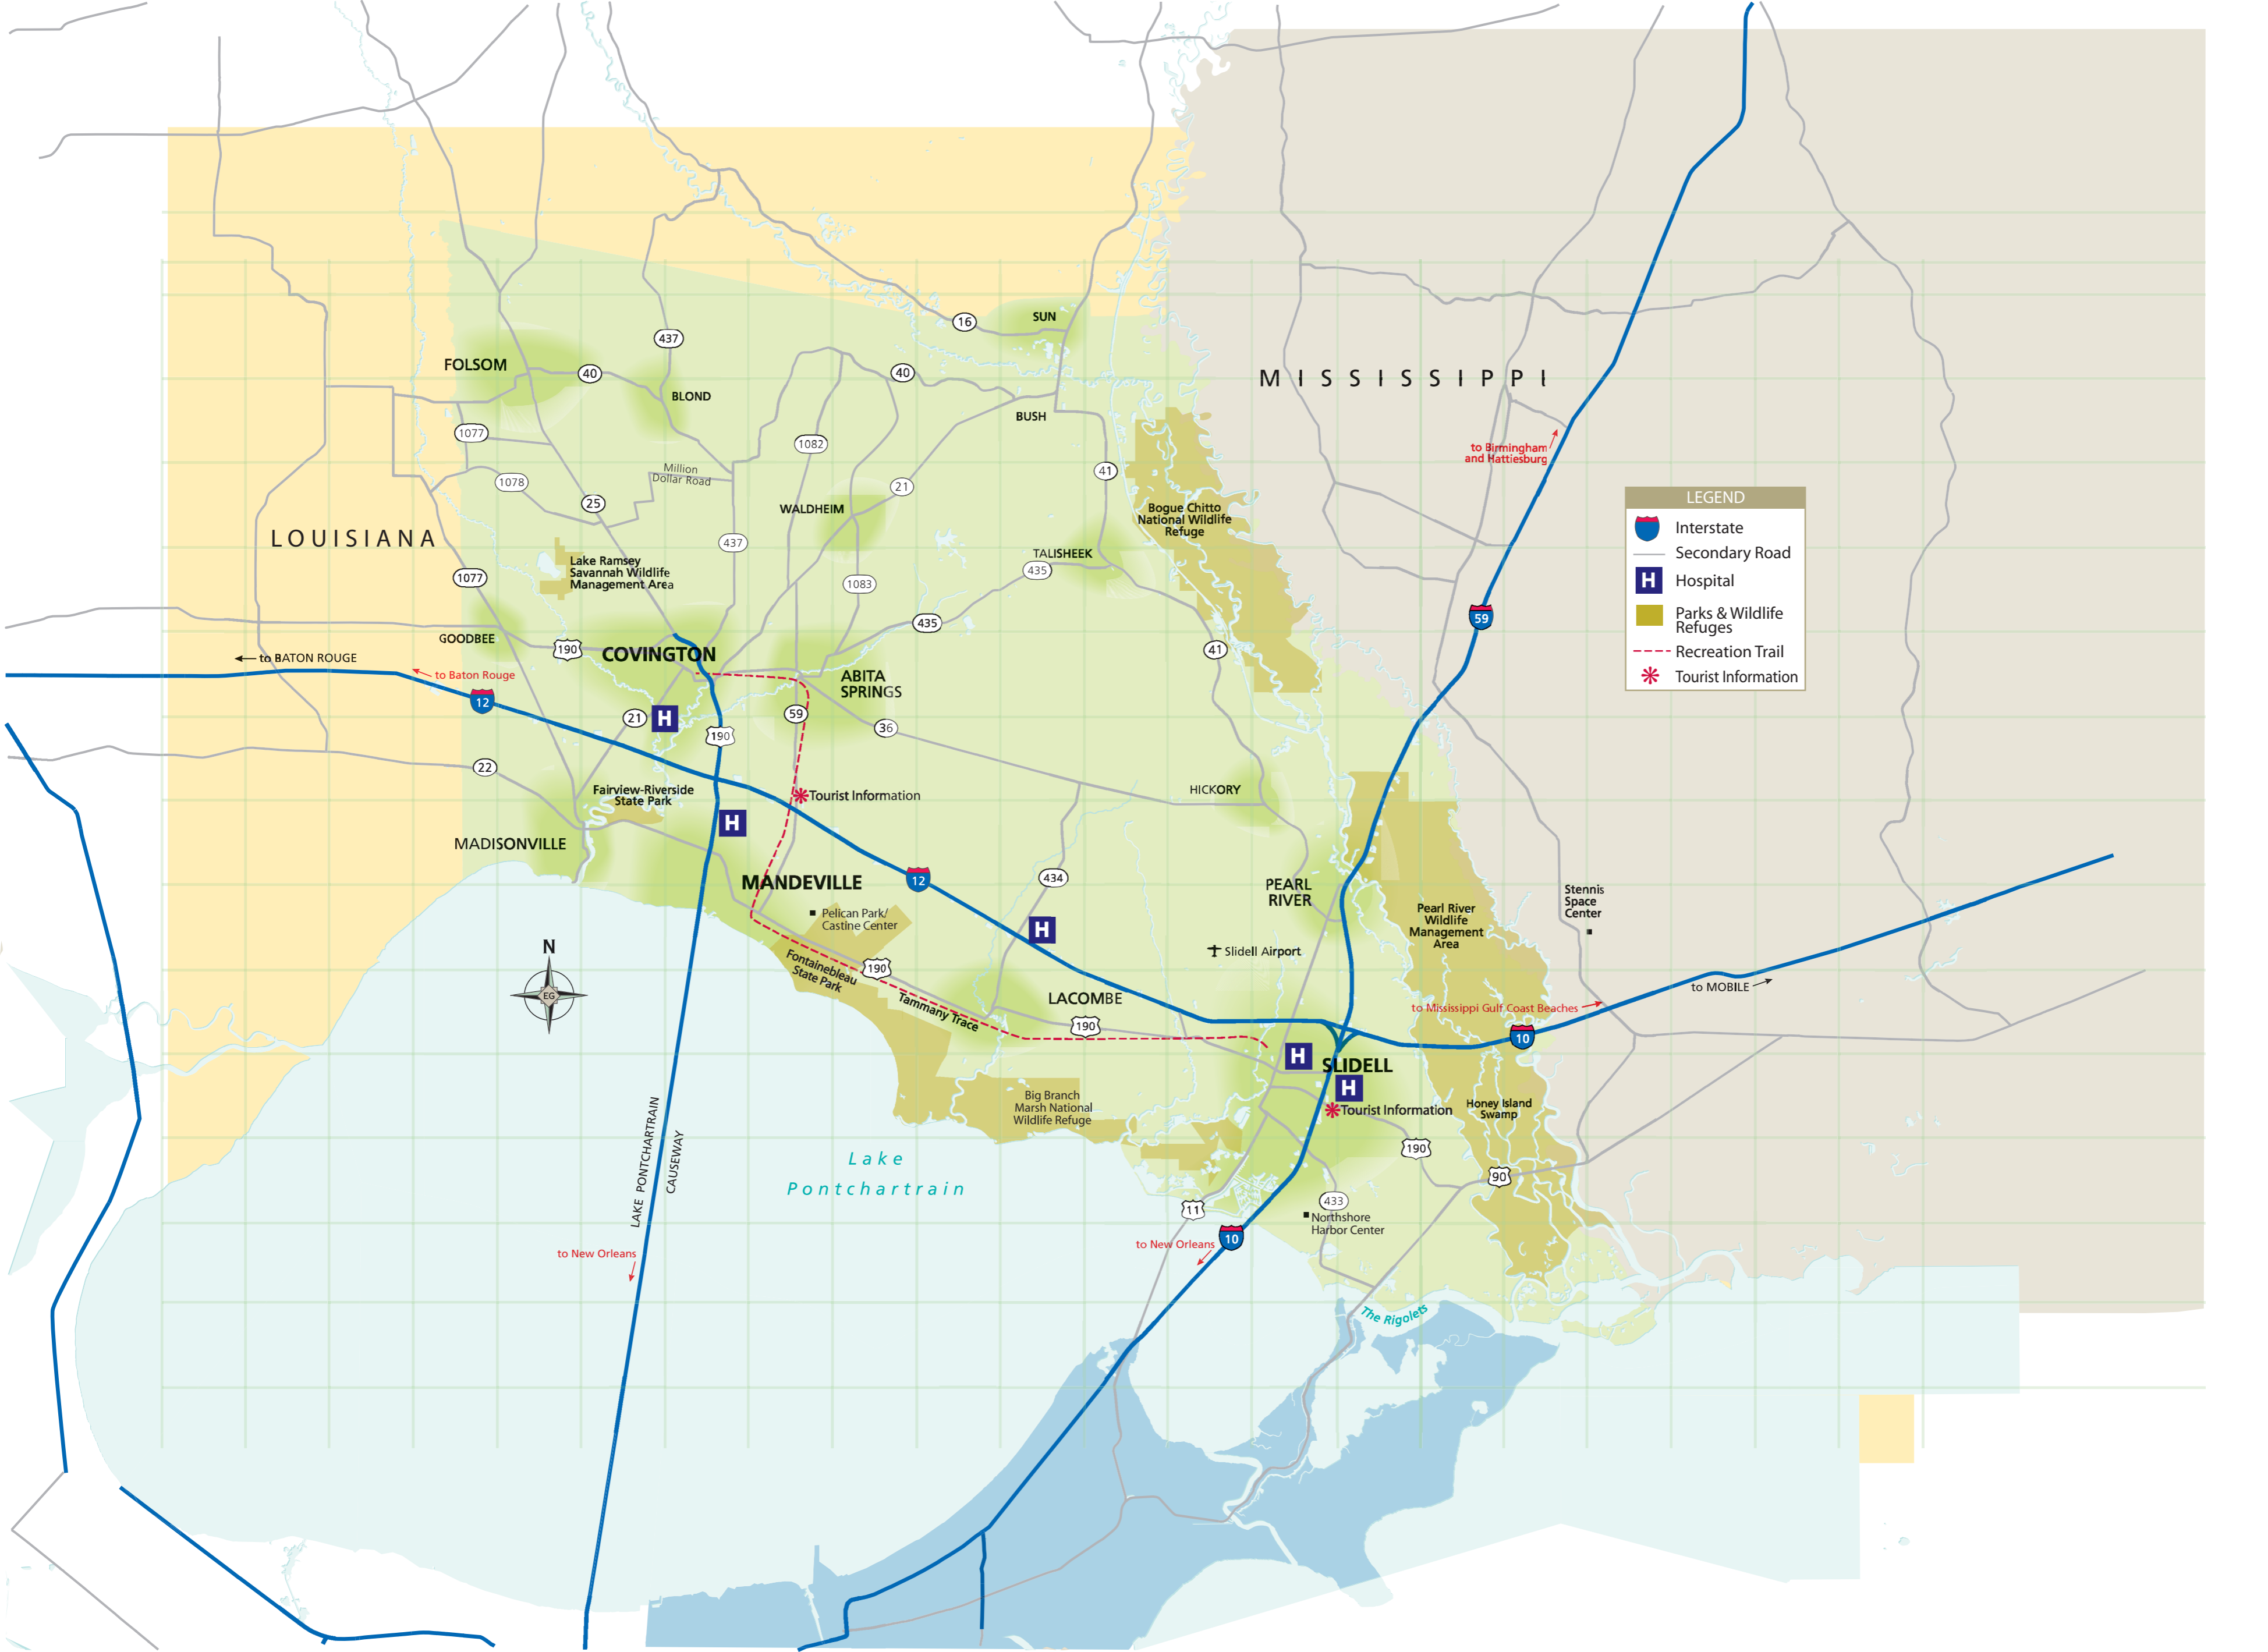 16
SUN
437
FOLSOM
40
40
BLOND
BUSH
MISSISSIPPI
1077
1082
to Birmingham
and Hattiesburg
Million
Dollar Road
41
1078
21
25
WALDHEIM
Bogue Chitto
National Wildlife
Refuge
LEGEND
Interstate
Secondary Road
H Hospital
Parks & Wildlife
Refuges
Recreation Trail
Tourist Information
LOUISIANA
437
TALISHEEK
435
Lake Ramsey
Savannah Wildlife
Management Area
1077
1083
59
435
GOODBEE
190
COVINGTON
41
to BATON ROUGE
to Baton Rouge
ABITA
SPRINGS
12
21
H
59
36
190
22
Fairview-Riverside
State Park
Tourist Information
HICKORY
H
MADISONVILLE
MANDEVILLE
12
434
PEARL
RIVER
Stennis
Space
Center
Pelican Park/
Castine Center
Pearl River
Wildlife
Management
Area
H
N
EG
Slidell Airport
Fontainebleau
State Park
190
Tammany Trace
LACOMBE
190
to MOBILE
to Mississippi Gulf Coast Beaches
10
H
SLIDELL
H
Big Branch
Marsh National
Wildlife Refuge
Tourist Information
Honey Island
Swamp
LAKE PONTCHARTRAIN
CAUSEWAY
Lake
Pontchartrain
190
90
433
11
Northshore
Harbor Center
10
to New Orleans
to New Orleans
The Rigolets